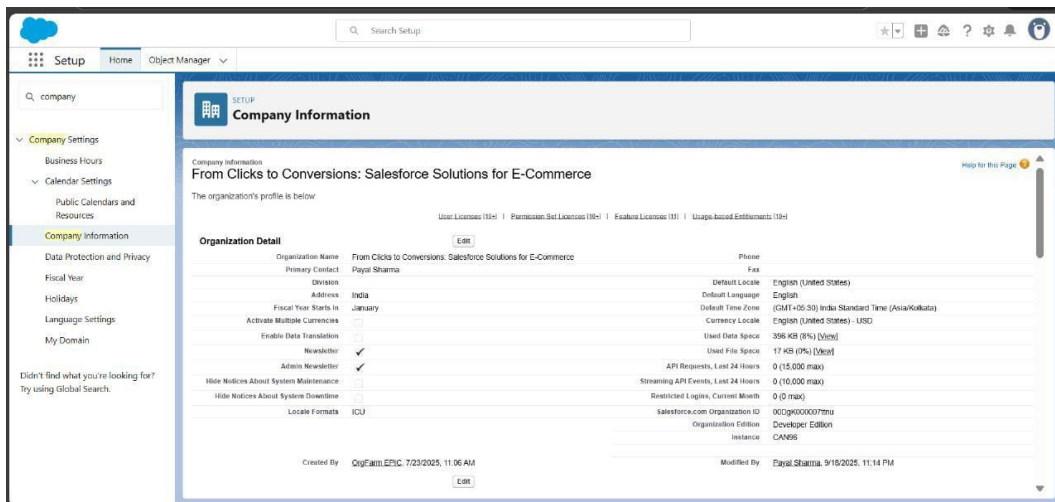 Search Setup
Setup Home Object Manager
company
Company Settings
Business Hours
Calendar Settings
Public Calendars and
Resources
Company Information
Data Protection and Privacy
Fiscal Year
Holidays
Language Settings
My Domain
Didn't find what you're looking for?
Try using Global Search.
SETUP
Company Information
Company Information
From Clicks to Conversions: Salesforce Solutions for E-Commerce
Help for this Page
The organization's profile is below
User Licenses [10+] | Permission Set Licenses [10+] | Feature Licenses [11] | Usage-based Entitlements [10+]
Organization Detail Edit
Organization Name From Clicks to Conversions: Salesforce Solutions for E-Commerce Phone
Primary Contact Payal Sharma Fax
Division Default Locale English (United States)
Address India Default Language English
Fiscal Year Starts In January Default Time Zone (GMT+05:30) India Standard Time (Asia/Kolkata)
Activate Multiple Currencies Currency Locale English (United States) - USD
Enable Data Translation Used Data Space 396 KB (8%) [View]
Newsletter Used File Space 17 KB (0%) [View]
Admin Newsletter API Requests, Last 24 Hours 0 (15,000 max)
Hide Notices About System Maintenance Streaming API Events, Last 24 Hours 0 (10,000 max)
Hide Notices About System Downtime Restricted Logins, Current Month 0 (0 max)
Locale Formats ICU Salesforce.com Organization ID
Organization Edition Developer Edition
Instance CAN96
Created By OrgFarm EPIC, 7/23/2025, 11:06 AM Modified By Payal Sharma, 9/18/2025, 11:14 PM
Edit